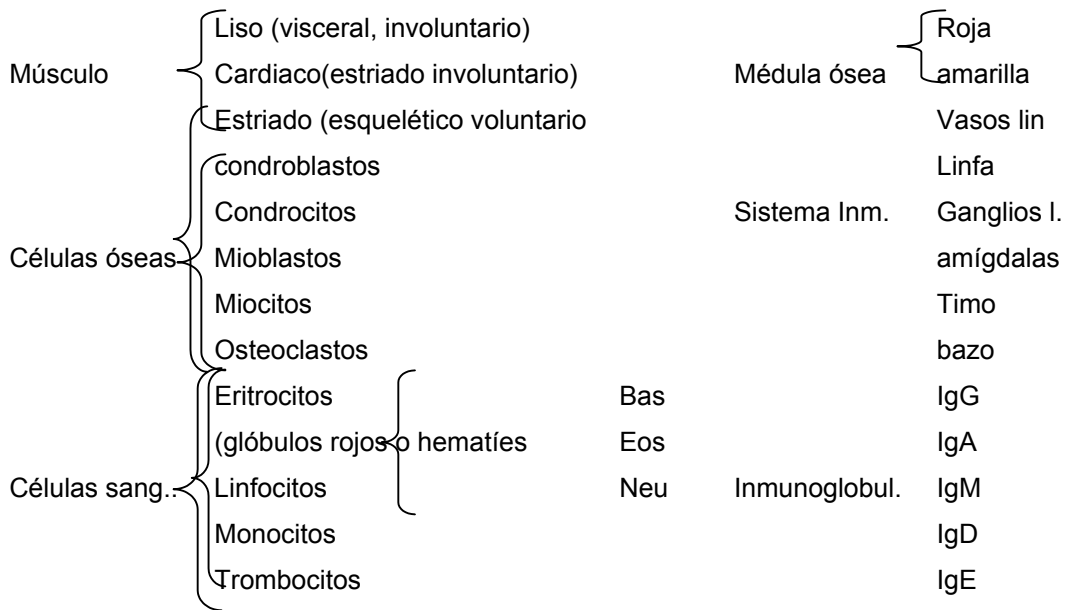 Liso (visceral, involuntario) Roja
Músculo Cardiaco(estriado involuntario) Médula ósea amarilla
Estriado (esquelético voluntario Vasos lin
condroblastos Linfa
Condrocitos Sistema Inm. Ganglios l.
Células óseas Mioblastos amígdalas
Miocitos Timo
Osteoclastos bazo
Eritrocitos Bas IgG
(glóbulos rojos o hematíes Eos IgA
Células sang.. Linfocitos Neu Inmunoglobul. IgM
Monocitos IgD
Trombocitos IgE